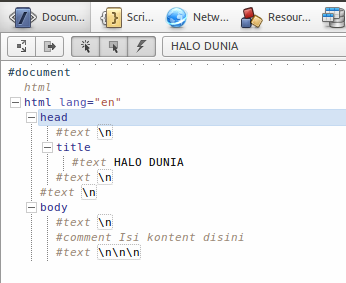 Docum... Scri... Netw... Resour...
HALO DUNIA
#document
html
html lang="en"
head
#text \n
title
#text HALO DUNIA
#text \n
#text \n
body
#text \n
#comment Isi kontent disini
#text \n\n\n